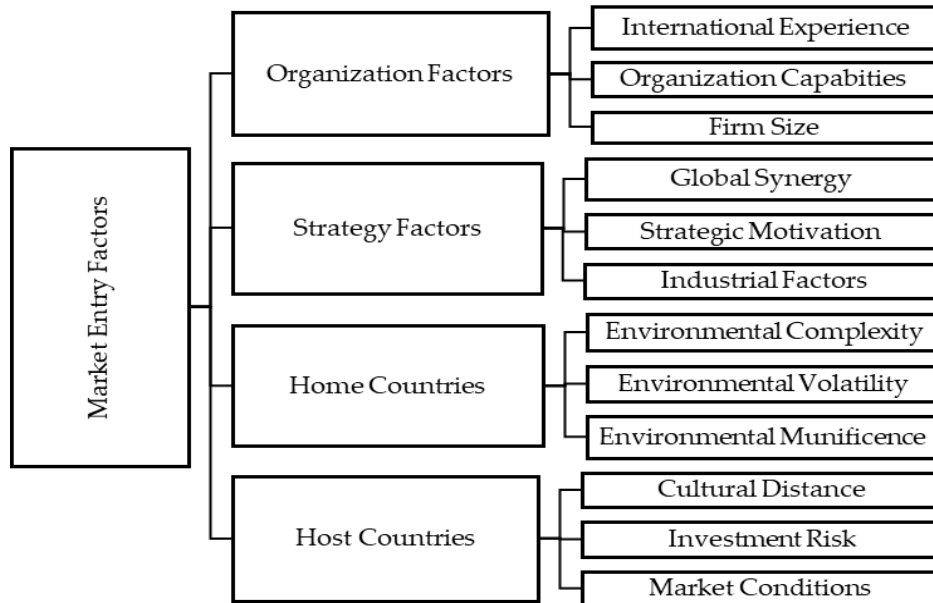 Market Entry Factors
Organization Factors
International Experience
Organization Capabities
Firm Size
Strategy Factors
Global Synergy
Strategic Motivation
Industrial Factors
Home Countries
Environmental Complexity
Environmental Volatility
Environmental Munificence
Host Countries
Cultural Distance
Investment Risk
Market Conditions